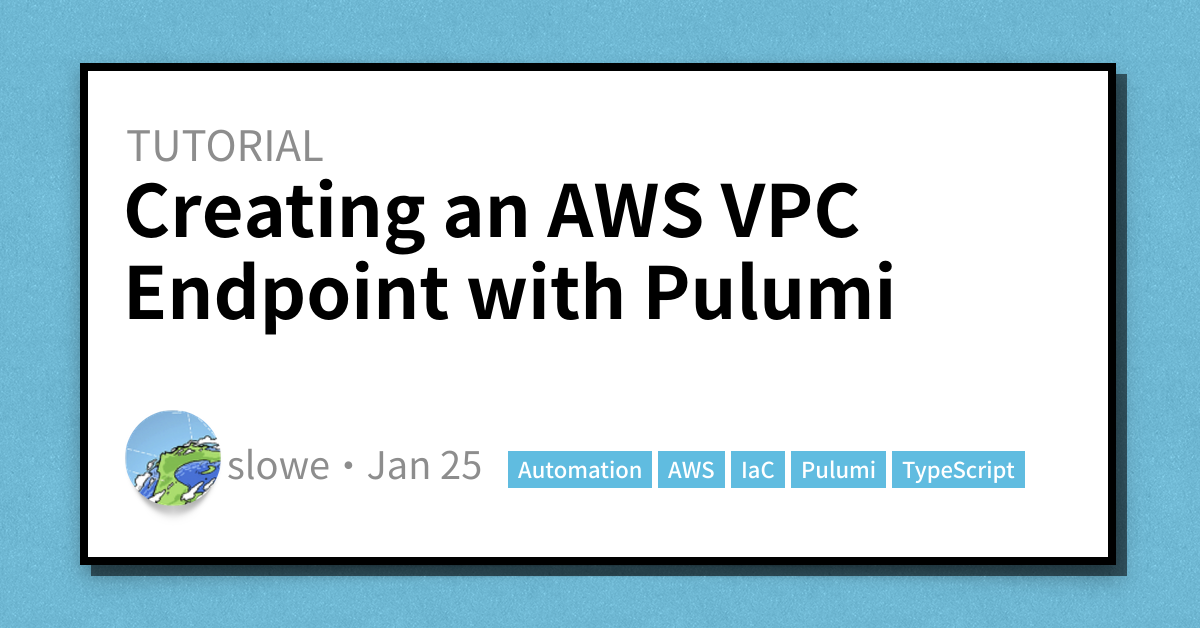 TUTORIAL
Creating an AWS VPC
Endpoint with Pulumi
slowe • Jan 25 Automation AWS IaC Pulumi TypeScript